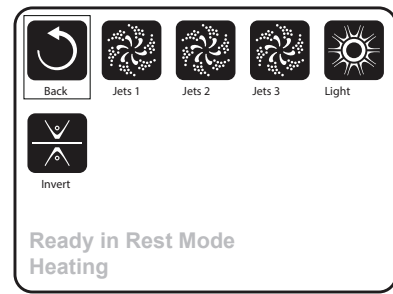 Back Jets 1 Jets 2 Jets 3 Light
Invert
Ready in Rest Mode
Heating